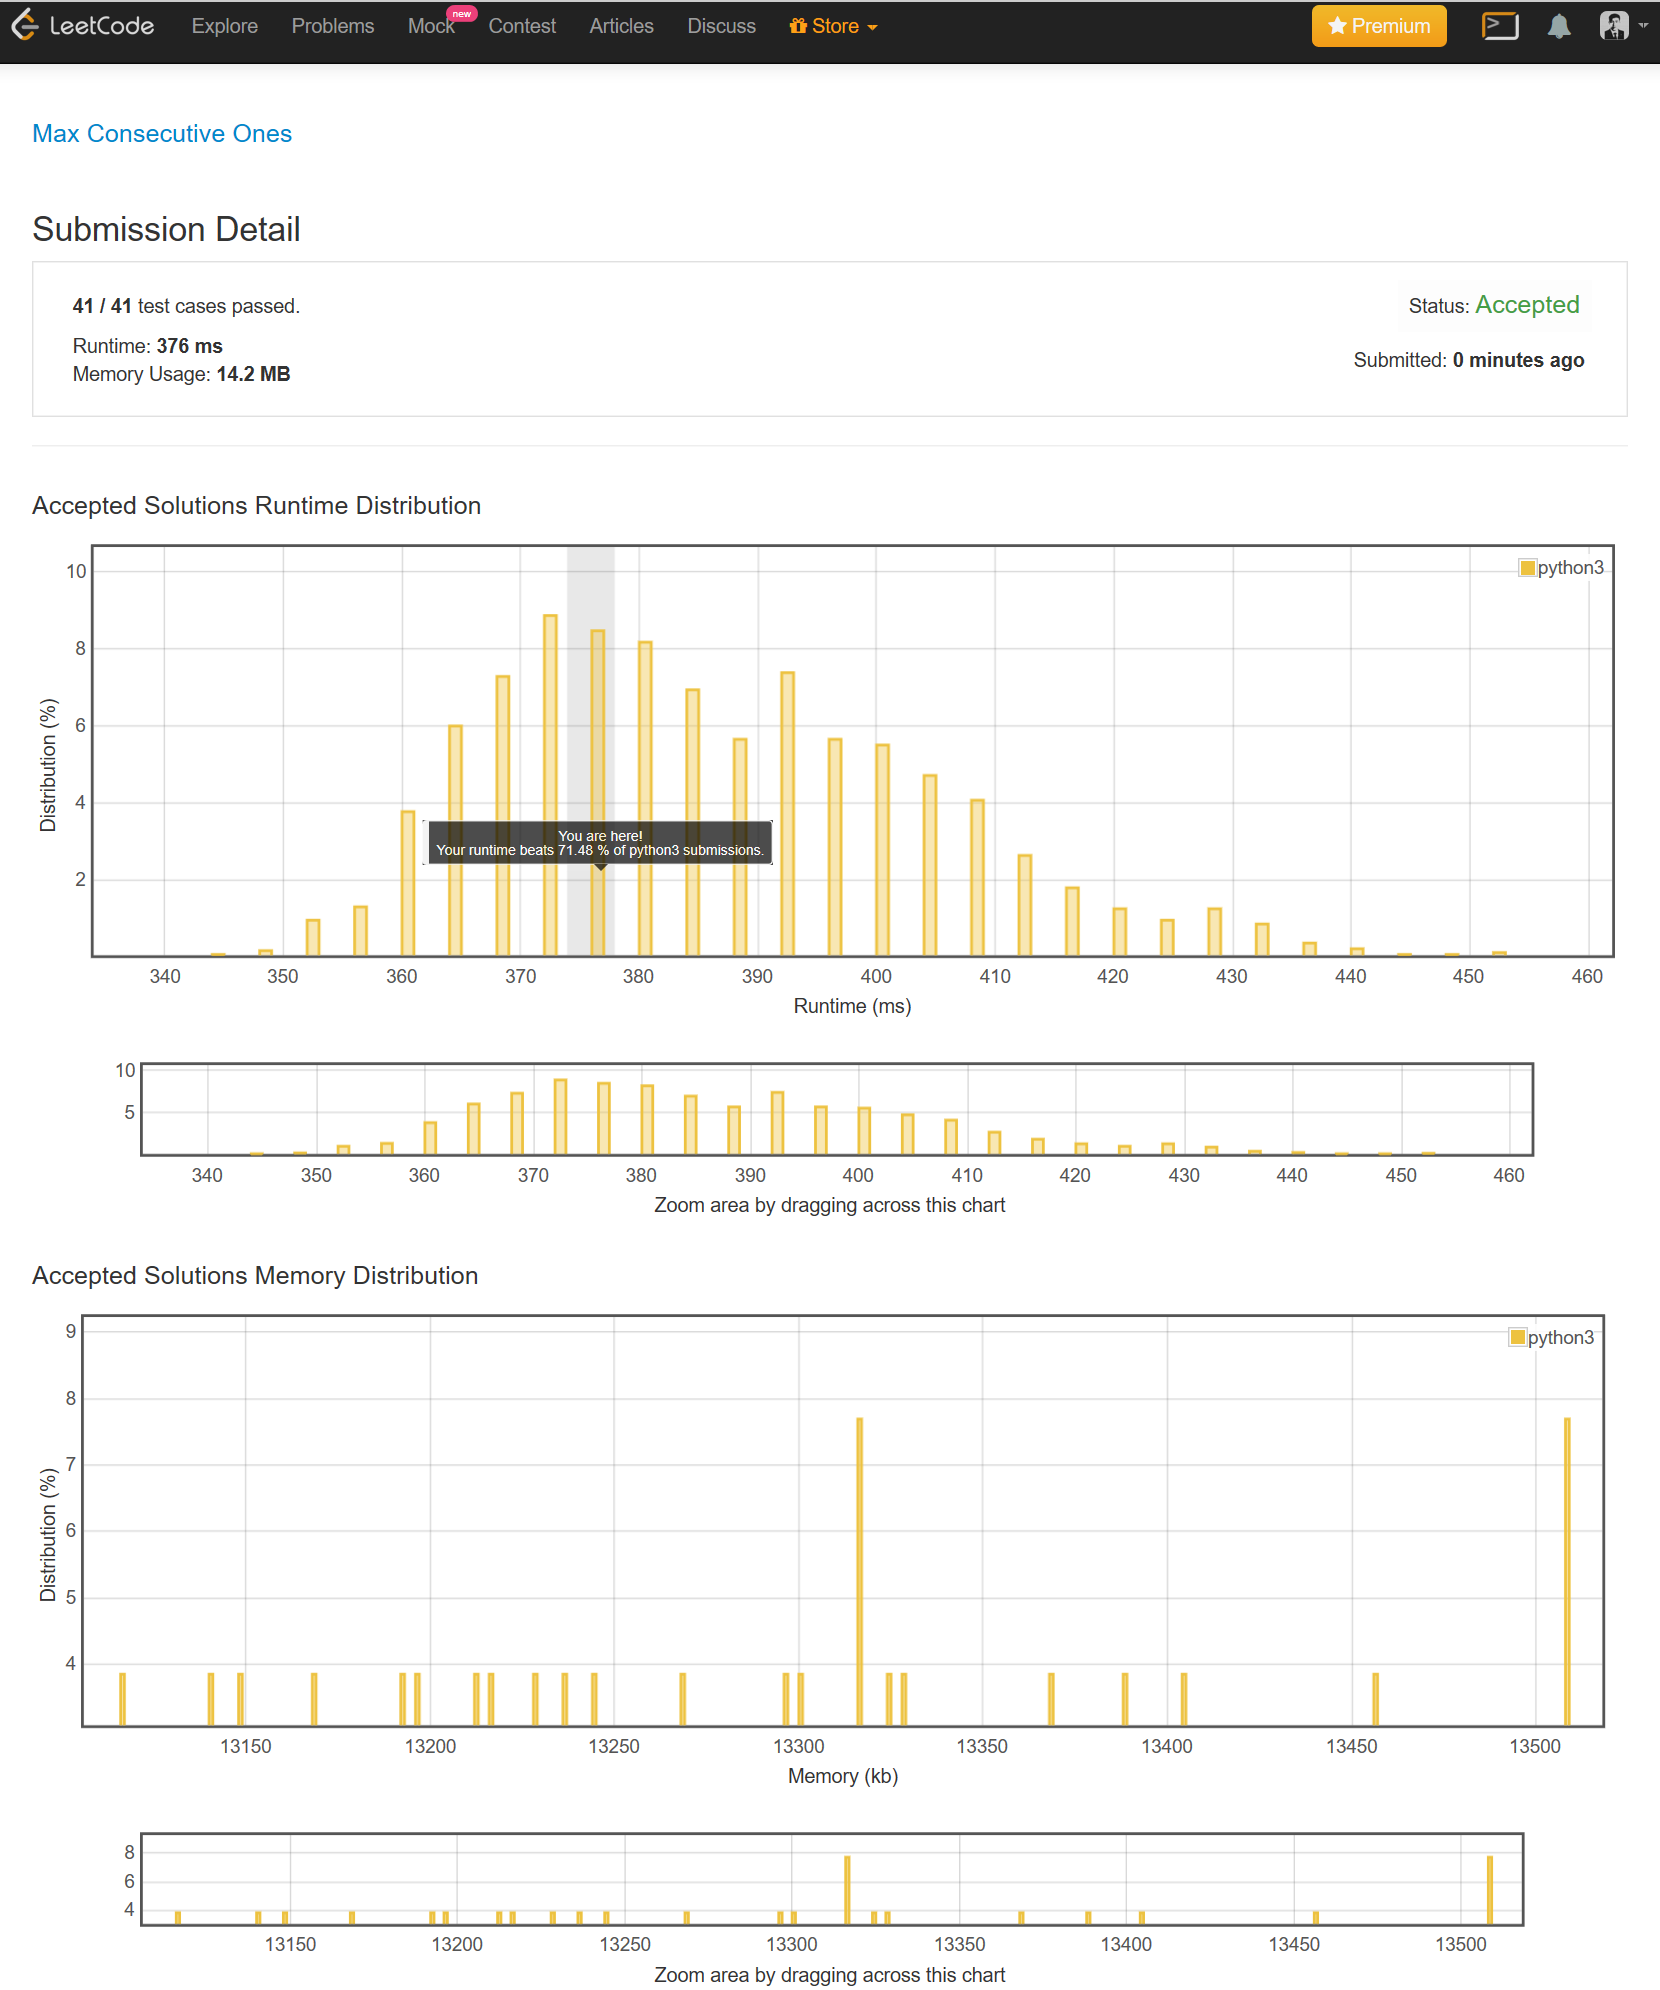 LeetCode Explore Problems Mock new Contest Articles Discuss Store Premium
Max Consecutive Ones
Submission Detail
41 / 41 test cases passed.
Status: Accepted
Runtime: 376 ms
Memory Usage: 14.2 MB
Submitted: 0 minutes ago
Accepted Solutions Runtime Distribution
python3
10
8
6
4
2
Distribution (%)
You are here!
Your runtime beats 71.48 % of python3 submissions.
340 350 360 370 380 390 400 410 420 430 440 450 460
Runtime (ms)
10
5
340 350 360 370 380 390 400 410 420 430 440 450 460
Zoom area by dragging across this chart
Accepted Solutions Memory Distribution
python3
9
8
7
6
5
4
Distribution (%)
13150 13200 13250 13300 13350 13400 13450 13500
Memory (kb)
8
6
4
13150 13200 13250 13300 13350 13400 13450 13500
Zoom area by dragging across this chart